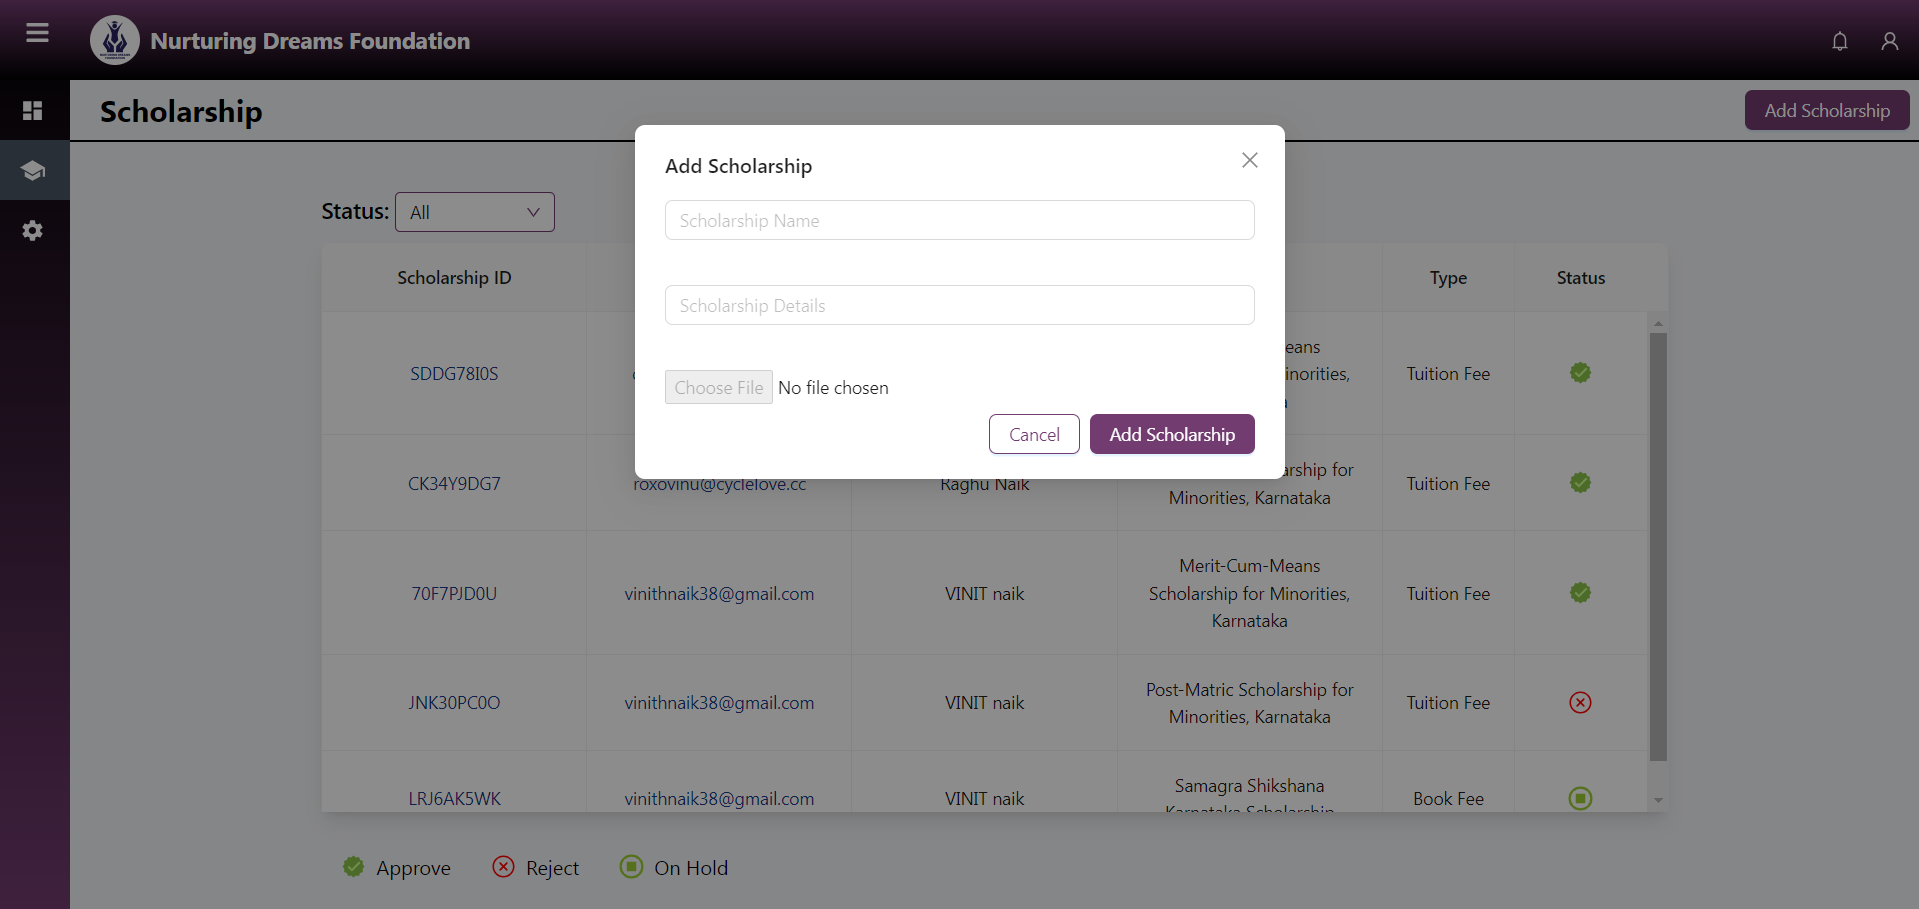 Nurturing Dreams Foundation
Scholarship
Add Scholarship
Add Scholarship
Scholarship Name
Scholarship Details
Choose File No file chosen
Cancel
Add Scholarship
Status: All
Scholarship ID
Type
Status
SDDG78I0S
eans
inorities,
Tuition Fee
CK34Y9DG7
roxovinu@cyclelove.cc
Raghu Naik
arship for
Minorities, Karnataka
Tuition Fee
70F7PJD0U
vinithnaik38@gmail.com
VINIT naik
Merit-Cum-Means
Scholarship for Minorities,
Karnataka
Tuition Fee
JNK30PC0O
vinithnaik38@gmail.com
VINIT naik
Post-Matric Scholarship for
Minorities, Karnataka
Tuition Fee
LRJ6AK5WK
vinithnaik38@gmail.com
VINIT naik
Samagra Shikshana
Karnataka Scholarship
Book Fee
Approve
Reject
On Hold